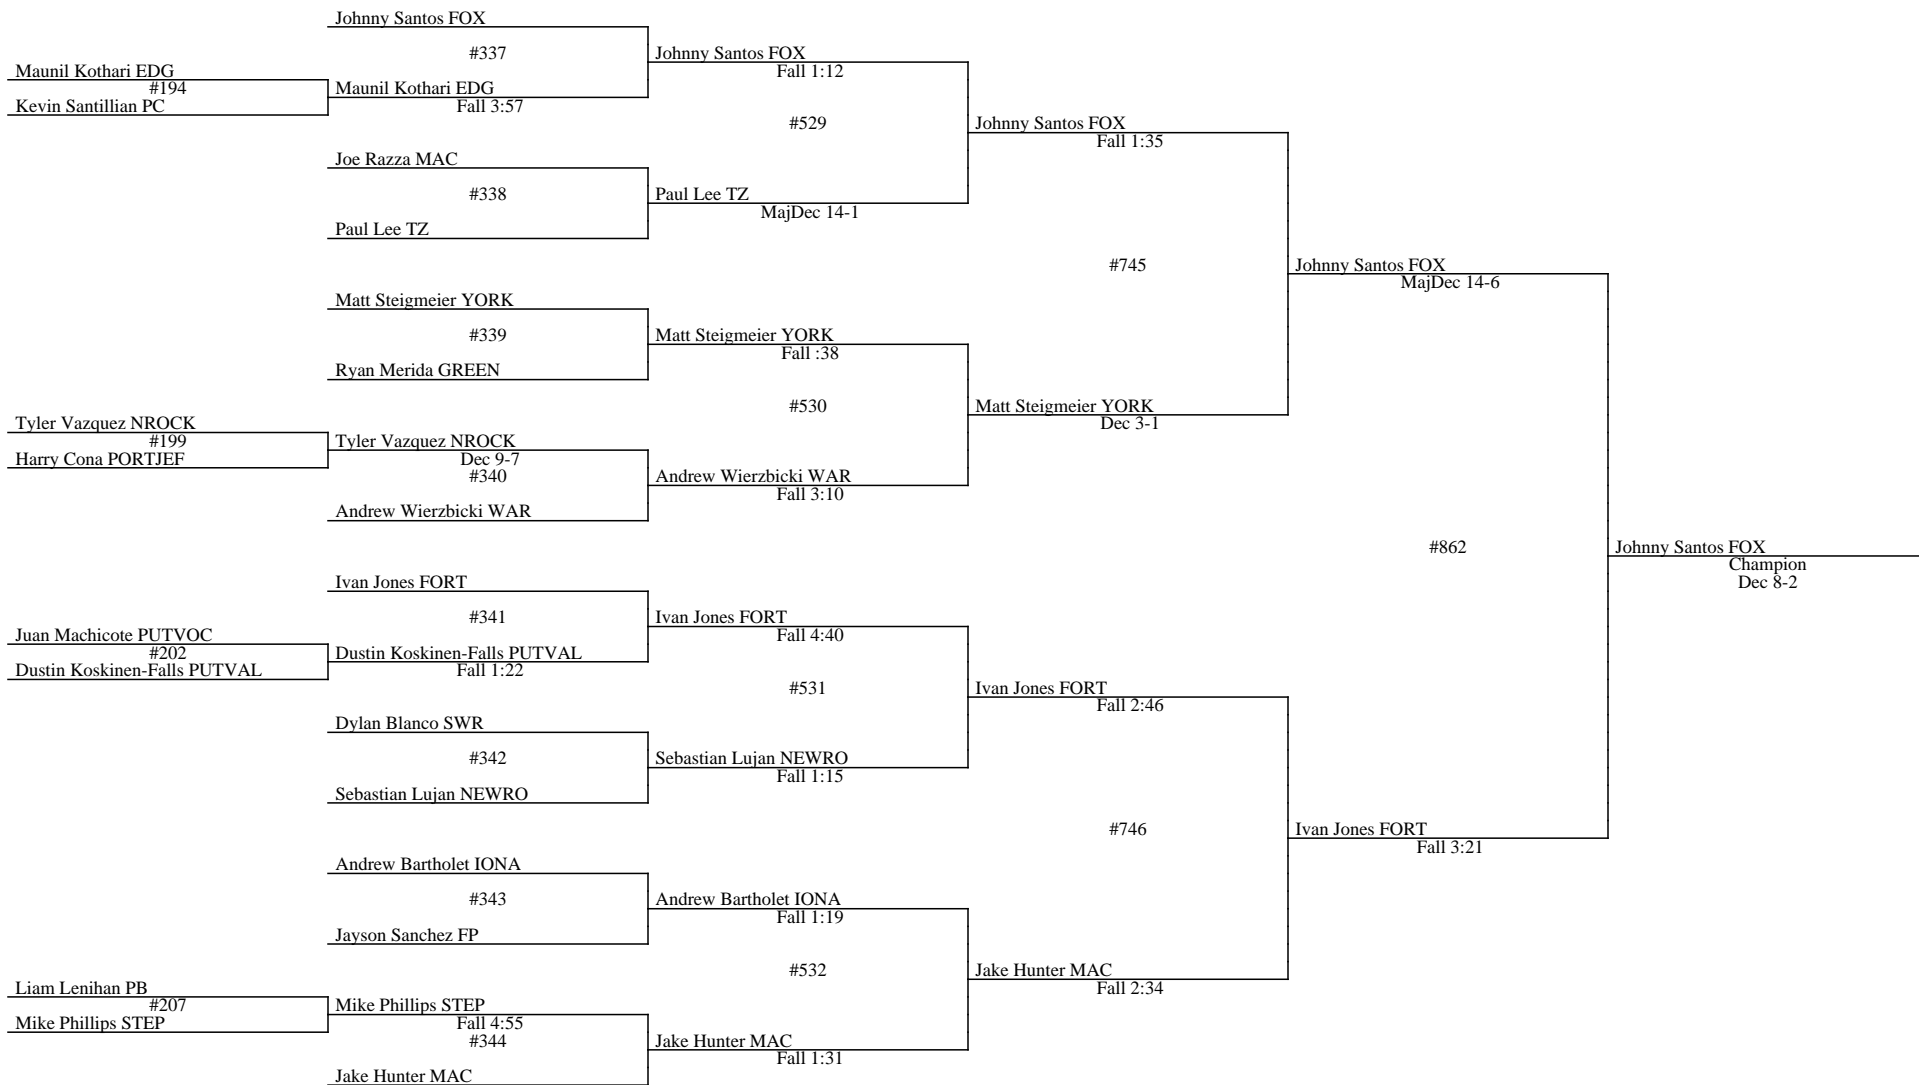 Johnny Santos FOX
#337
Johnny Santos FOX
Fall 1:12
Maunil Kothari EDG
#194
Maunil Kothari EDG
Kevin Santillian PC
Fall 3:57
#529
Johnny Santos FOX
Fall 1:35
Joe Razza MAC
#338
Paul Lee TZ
MajDec 14-1
Paul Lee TZ
#745
Johnny Santos FOX
MajDec 14-6
Matt Steigmeier YORK
#339
Matt Steigmeier YORK
Fall :38
Ryan Merida GREEN
#530
Matt Steigmeier YORK
Dec 3-1
Tyler Vazquez NROCK
#199
Tyler Vazquez NROCK
Harry Cona PORTJEF
Dec 9-7
#340
Andrew Wierzbicki WAR
Fall 3:10
Andrew Wierzbicki WAR
#862
Johnny Santos FOX
Champion
Dec 8-2
Ivan Jones FORT
#341
Ivan Jones FORT
Fall 4:40
Juan Machicote PUTVOC
#202
Dustin Koskinen-Falls PUTVAL
Dustin Koskinen-Falls PUTVAL
Fall 1:22
#531
Ivan Jones FORT
Fall 2:46
Dylan Blanco SWR
#342
Sebastian Lujan NEWRO
Fall 1:15
Sebastian Lujan NEWRO
#746
Ivan Jones FORT
Fall 3:21
Andrew Bartholet IONA
#343
Andrew Bartholet IONA
Fall 1:19
Jayson Sanchez FP
#532
Jake Hunter MAC
Fall 2:34
Liam Lenihan PB
#207
Mike Phillips STEP
Mike Phillips STEP
Fall 4:55
#344
Jake Hunter MAC
Fall 1:31
Jake Hunter MAC